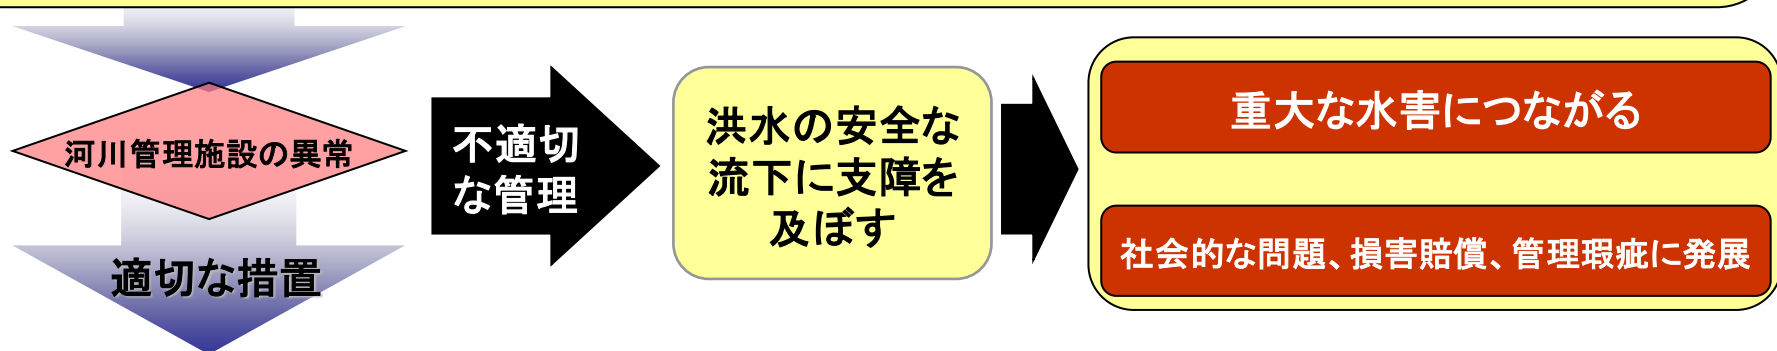 河川管理施設の異常
適切な措置
不適切
な管理
洪水の安全な
流下に支障を
及ぼす
重大な水害につながる
社会的な問題、損害賠償、管理瑕疵に発展